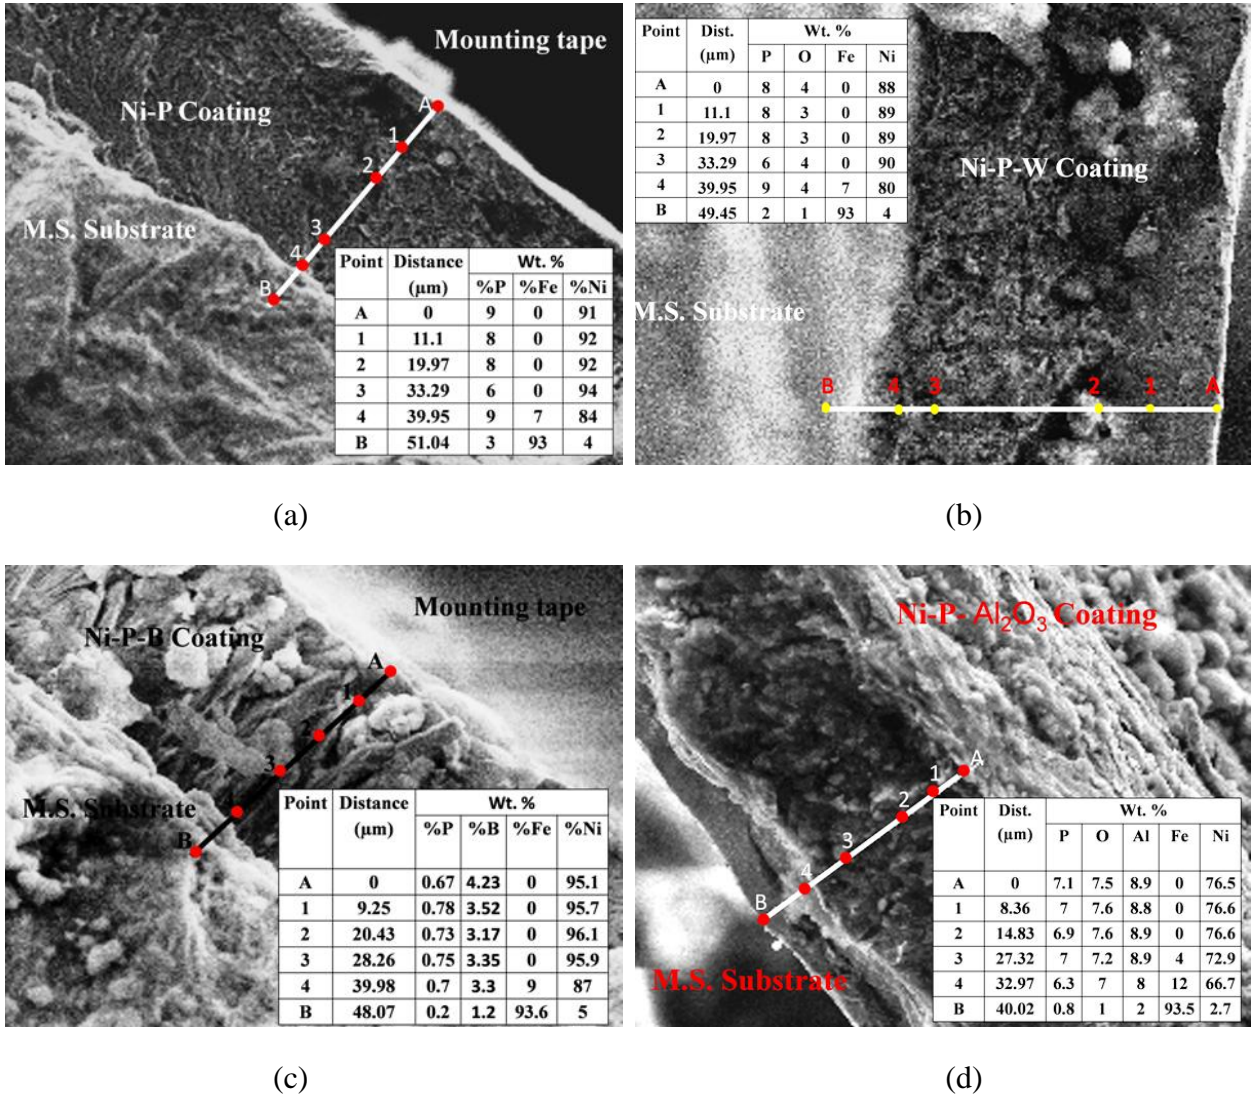 Mounting tape
Ni-P Coating
M.S. Substrate
A
1
2
3
4
B
Point Distance (µm) Wt. %
%P %Fe %Ni
A 0 9 0 91
1 11.1 8 0 92
2 19.97 8 0 92
3 33.29 6 0 94
4 39.95 9 7 84
B 51.04 3 93 4
(a)
Point Dist. (µm) Wt. %
P O Fe Ni
A 0 8 4 0 88
1 11.1 8 3 0 89
2 19.97 8 3 0 89
3 33.29 6 4 0 90
4 39.95 9 4 7 80
B 49.45 2 1 93 4
Ni-P-W Coating
M.S. Substrate
B 4 3 2 1 A
(b)
Mounting tape
Ni-P-B Coating
M.S. Substrate
A
1
2
3
4
B
Point Distance (µm) Wt. %
%P %B %Fe %Ni
A 0 0.67 4.23 0 95.1
1 9.25 0.78 3.52 0 95.7
2 20.43 0.73 3.17 0 96.1
3 28.26 0.75 3.35 0 95.9
4 39.98 0.7 3.3 9 87
B 48.07 0.2 1.2 93.6 5
(c)
Ni-P- Al₂O₃ Coating
A
1
2
3
4
B
M.S. Substrate
Point Dist. (µm) Wt. %
P O Al Fe Ni
A 0 7.1 7.5 8.9 0 76.5
1 8.36 7 7.6 8.8 0 76.6
2 14.83 6.9 7.6 8.9 0 76.6
3 27.32 7 7.2 8.9 4 72.9
4 32.97 6.3 7 8 12 66.7
B 40.02 0.8 1 2 93.5 2.7
(d)